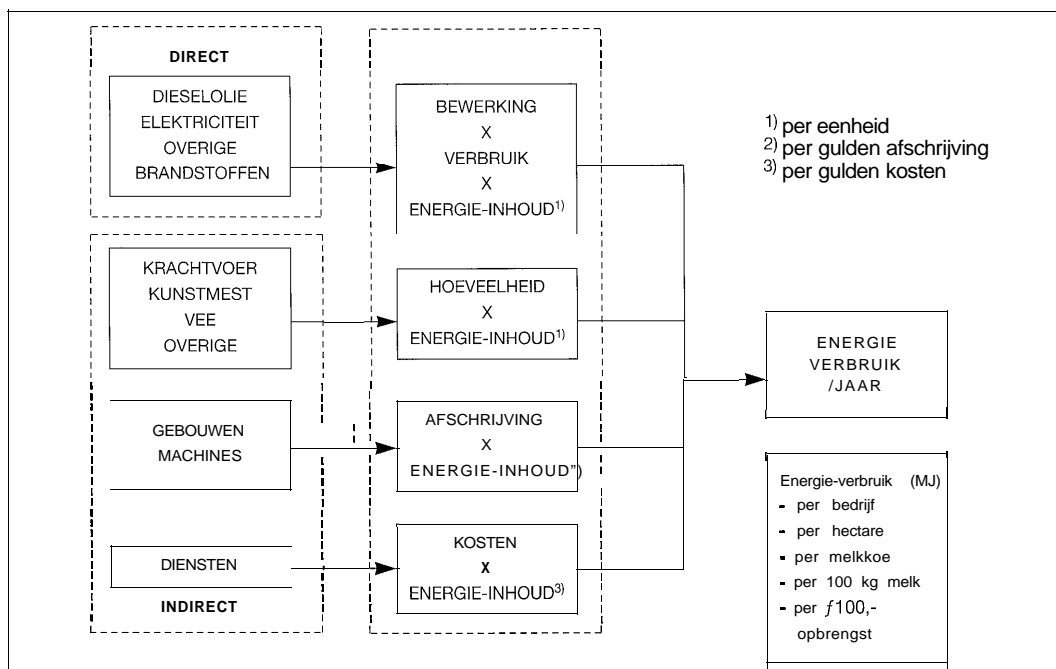 DIRECT
DIESELOLIE
ELEKTRICITEIT
OVERIGE
BRANDSTOFFEN
BEWERKING
X
VERBRUIK
X
ENERGIE-INHOUD¹⁾
1) per eenheid
2) per gulden afschrijving
3) per gulden kosten
KRACHTVOER
KUNSTMEST
VEE
OVERIGE
HOEVEELHEID
X
ENERGIE-INHOUD¹⁾
ENERGIE
VERBRUIK
/JAAR
GEBOUWEN
MACHINES
AFSCHRIJVING
X
ENERGIE-INHOUD”)
DIENSTEN
INDIRECT
KOSTEN
X
ENERGIE-INHOUD³⁾
Energie-verbruik (MJ)
- per bedrijf
- per hectare
- per melkkoe
- per 100 kg melk
- per ƒ100,-
opbrengst